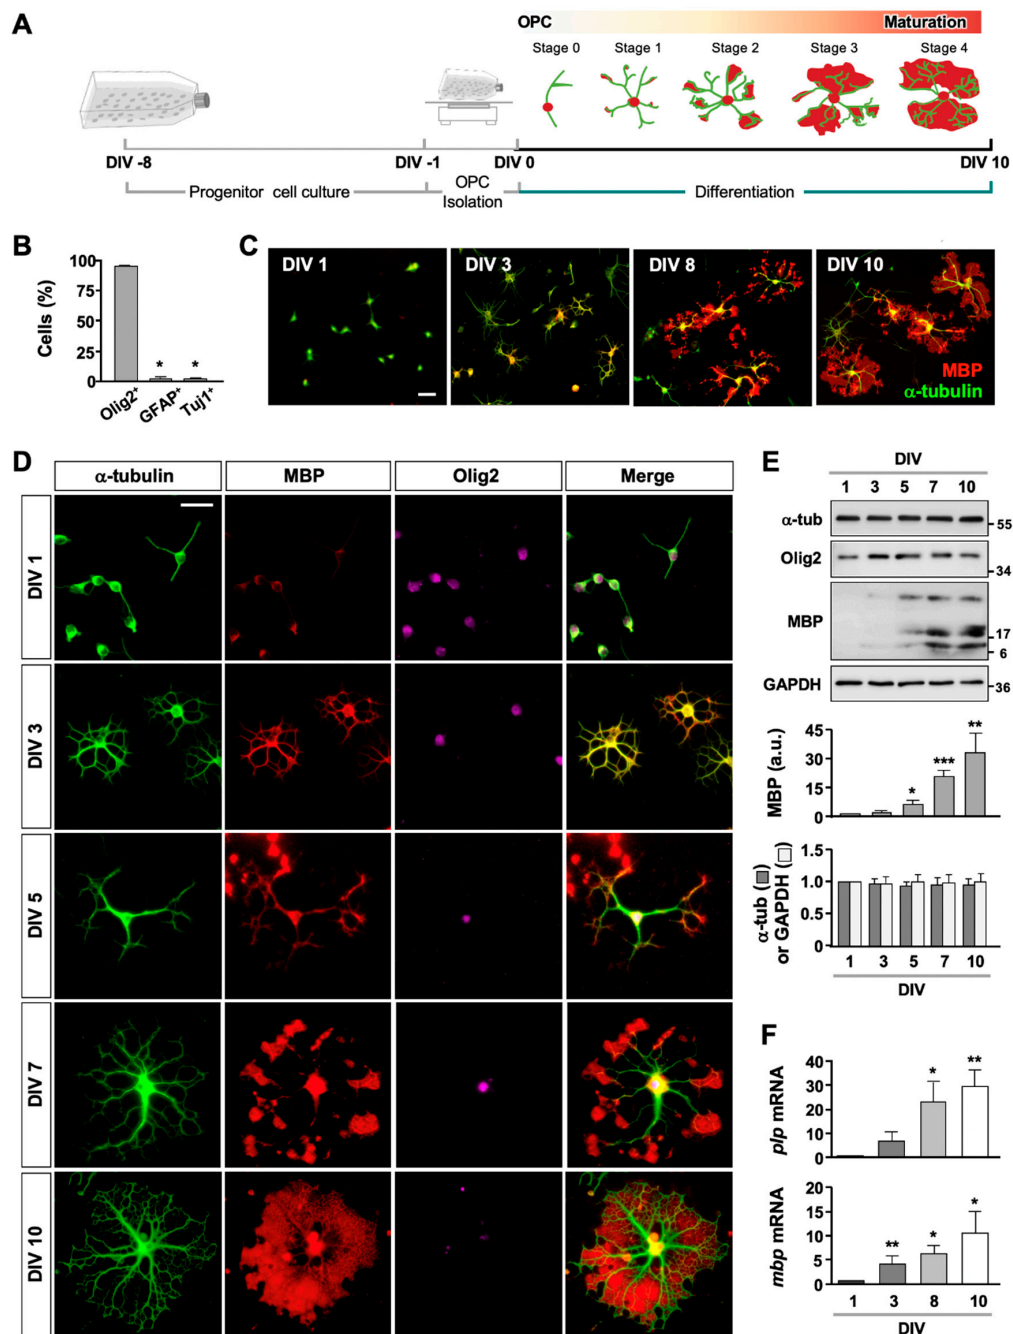 A
OPC
Maturation
Stage 0
Stage 1
Stage 2
Stage 3
Stage 4
DIV -8
DIV -1
DIV 0
DIV 10
Progenitor cell culture
OPC
Isolation
Differentiation
B
Cells (%)
100
75
50
25
0
*
*
Olig2⁺
GFAP⁺
Tuj1⁺
C
DIV 1
DIV 3
DIV 8
DIV 10
MBP
α-tubulin
D
α-tubulin
MBP
Olig2
Merge
DIV 1
DIV 3
DIV 5
DIV 7
DIV 10
E
DIV
1 3 5 7 10
α-tub
55
Olig2
34
MBP
17
6
GAPDH
36
MBP (a.u.)
45
30
15
0
*
***
**
α-tub ( )
or GAPDH ( )
1.5
1.0
0.5
0
1 3 5 7 10
DIV
F
plp mRNA
40
30
20
10
0
*
**
mbp mRNA
20
15
10
5
0
**
*
*
1 3 8 10
DIV